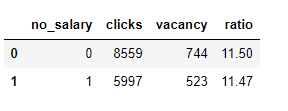 no_salary clicks vacancy ratio
0 0 8559 744 11.50
1 1 5997 523 11.47